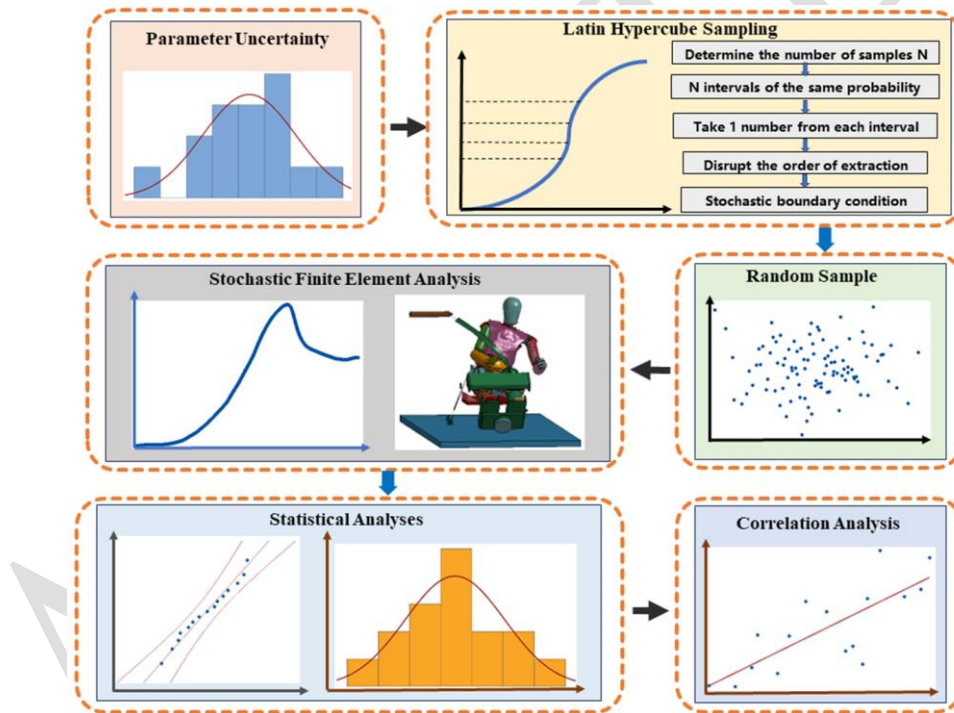 Parameter Uncertainty
Latin Hypercube Sampling
Determine the number of samples N
N intervals of the same probability
Take 1 number from each interval
Disrupt the order of extraction
Stochastic boundary condition
Stochastic Finite Element Analysis
Random Sample
Statistical Analyses
Correlation Analysis